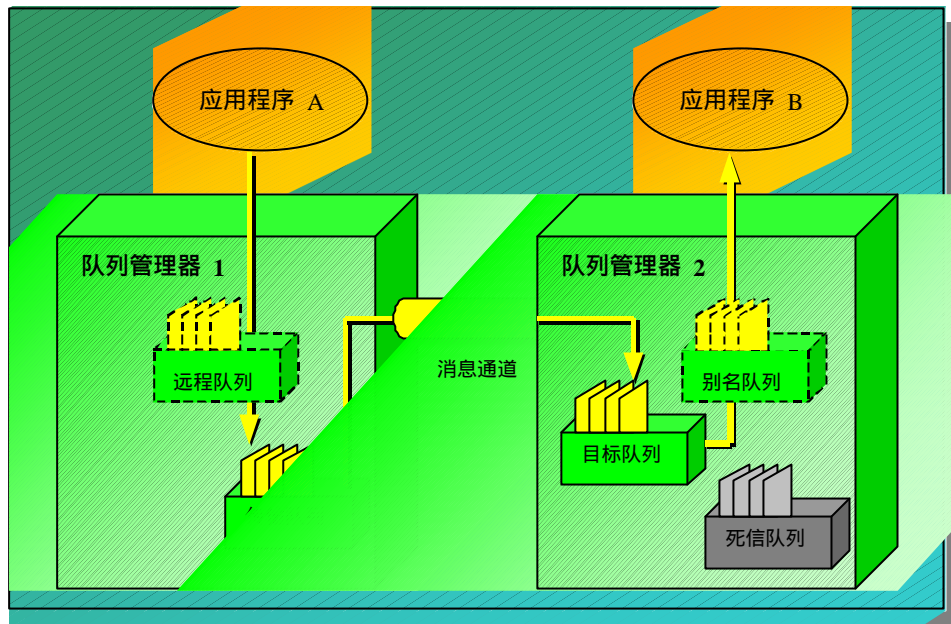 应用程序 A
应用程序 B
队列管理器 1
队列管理器 2
远程队列
消息通道
别名队列
目标队列
死信队列